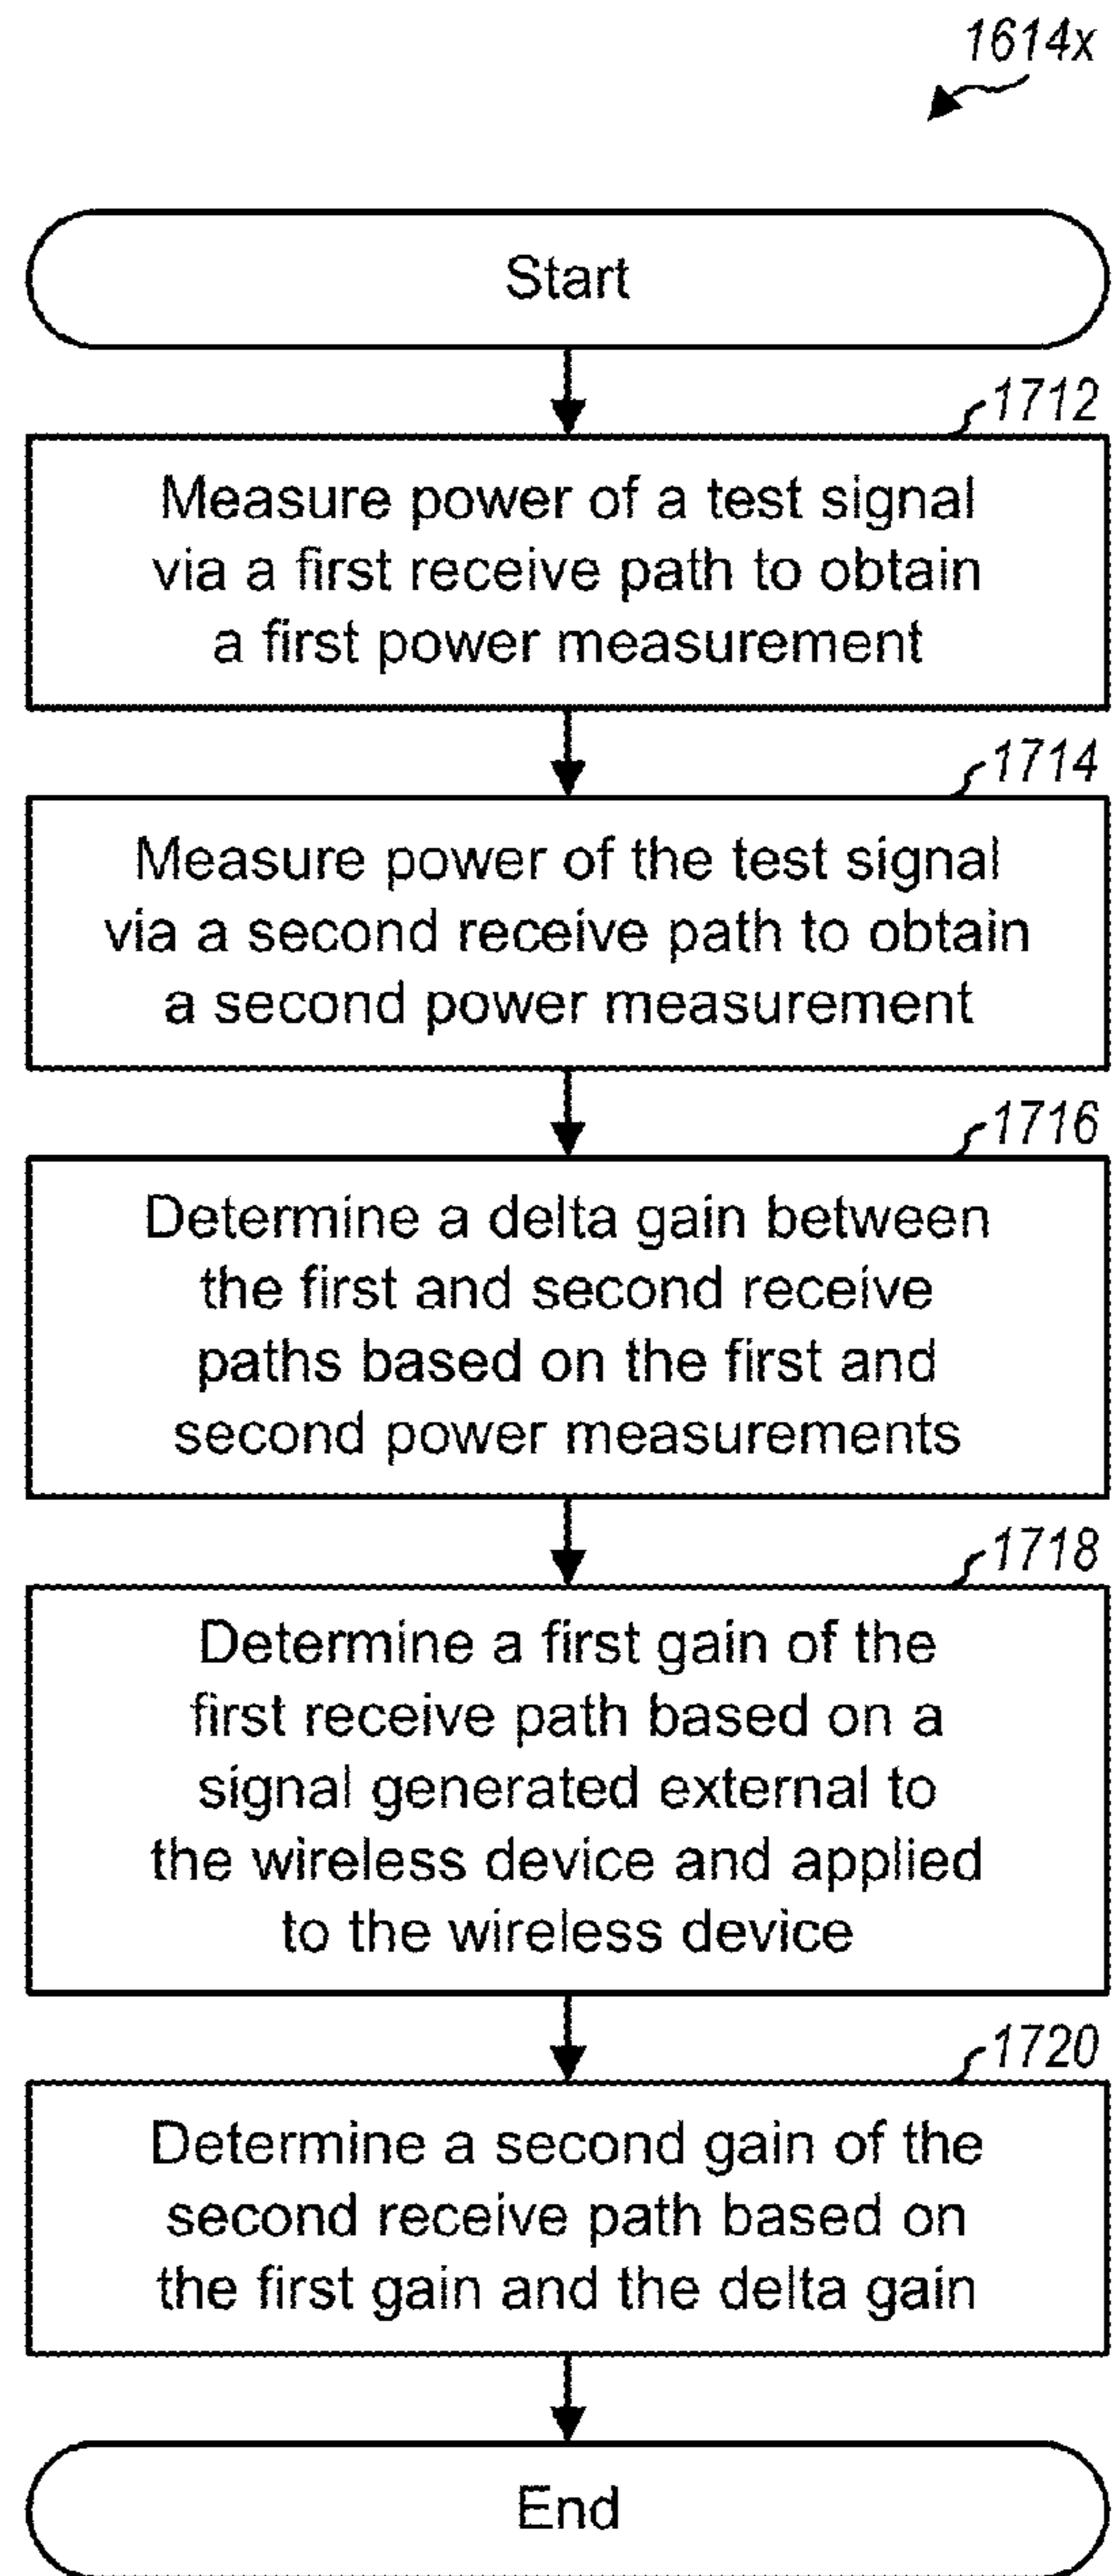 1614x
Start
1712
Measure power of a test signal
via a first receive path to obtain
a first power measurement
1714
Measure power of the test signal
via a second receive path to obtain
a second power measurement
1716
Determine a delta gain between
the first and second receive
paths based on the first and
second power measurements
1718
Determine a first gain of the
first receive path based on a
signal generated external to
the wireless device and applied
to the wireless device
1720
Determine a second gain of the
second receive path based on
the first gain and the delta gain
End